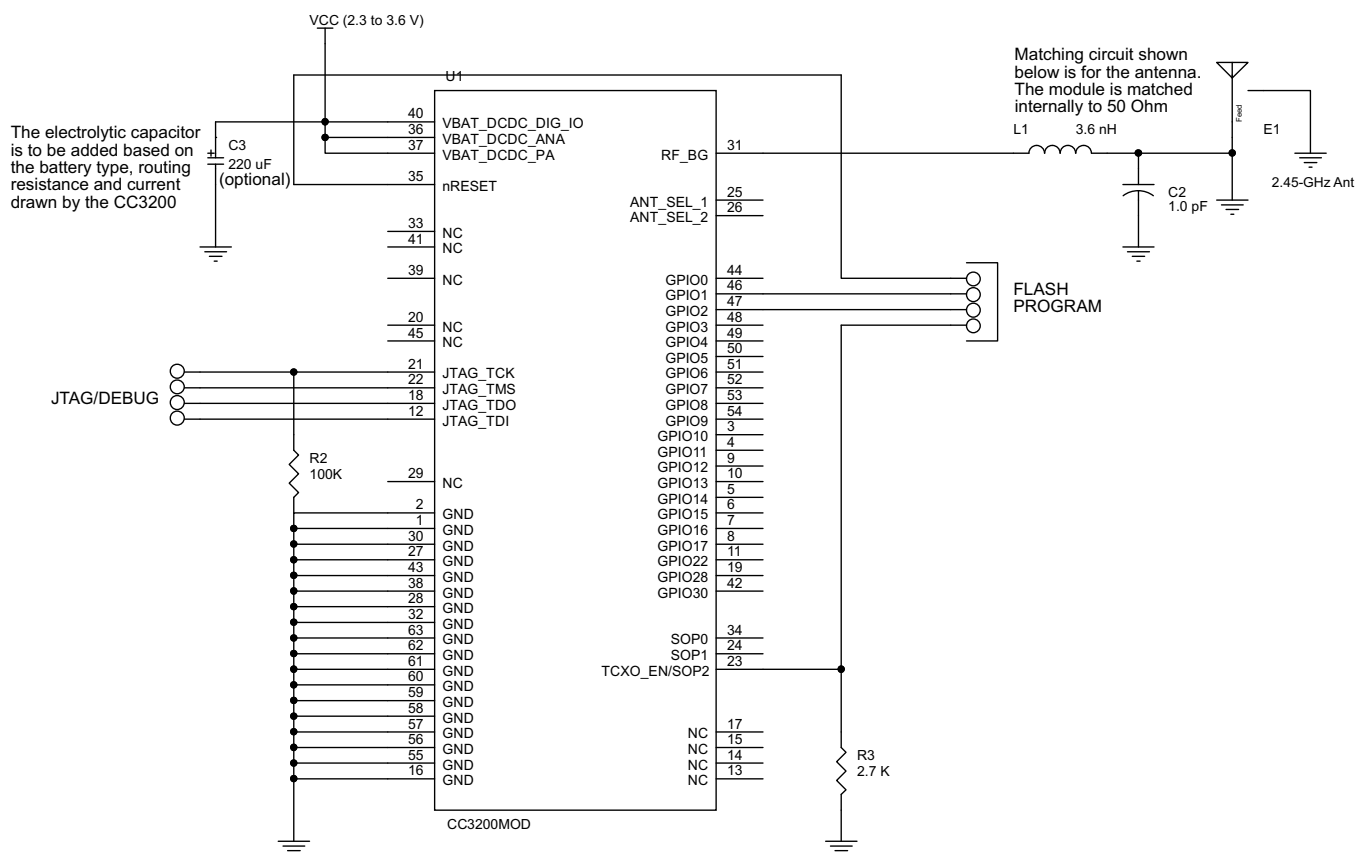 VCC (2.3 to 3.6 V)
U1
The electrolytic capacitor
is to be added based on
the battery type, routing
resistance and current
drawn by the CC3200
+
C3
220 uF
(optional)
40 VBAT_DCDC_DIG_IO
36 VBAT_DCDC_ANA
37 VBAT_DCDC_PA
35 nRESET
33 NC
41 NC
39 NC
20 NC
45 NC
JTAG/DEBUG
21 JTAG_TCK
22 JTAG_TMS
18 JTAG_TDO
12 JTAG_TDI
R2
100K
29 NC
2 GND
1 GND
30 GND
27 GND
43 GND
38 GND
28 GND
32 GND
63 GND
62 GND
61 GND
60 GND
59 GND
58 GND
57 GND
56 GND
55 GND
16 GND
CC3200MOD
RF_BG 31
ANT_SEL_1 25
ANT_SEL_2 26
GPIO0 44
GPIO1 46
GPIO2 47
GPIO3 48
GPIO4 49
GPIO5 50
GPIO6 51
GPIO7 52
GPIO8 53
GPIO9 54
GPIO10 3
GPIO11 4
GPIO12 9
GPIO13 10
GPIO14 5
GPIO15 6
GPIO16 7
GPIO17 8
GPIO22 11
GPIO28 19
GPIO30 42
SOP0 34
SOP1 24
TCXO_EN/SOP2 23
NC 17
NC 15
NC 14
NC 13
Matching circuit shown
below is for the antenna.
The module is matched
internally to 50 Ohm
L1 3.6 nH
Feed
E1
2.45-GHz Ant
C2
1.0 pF
FLASH
PROGRAM
R3
2.7 K